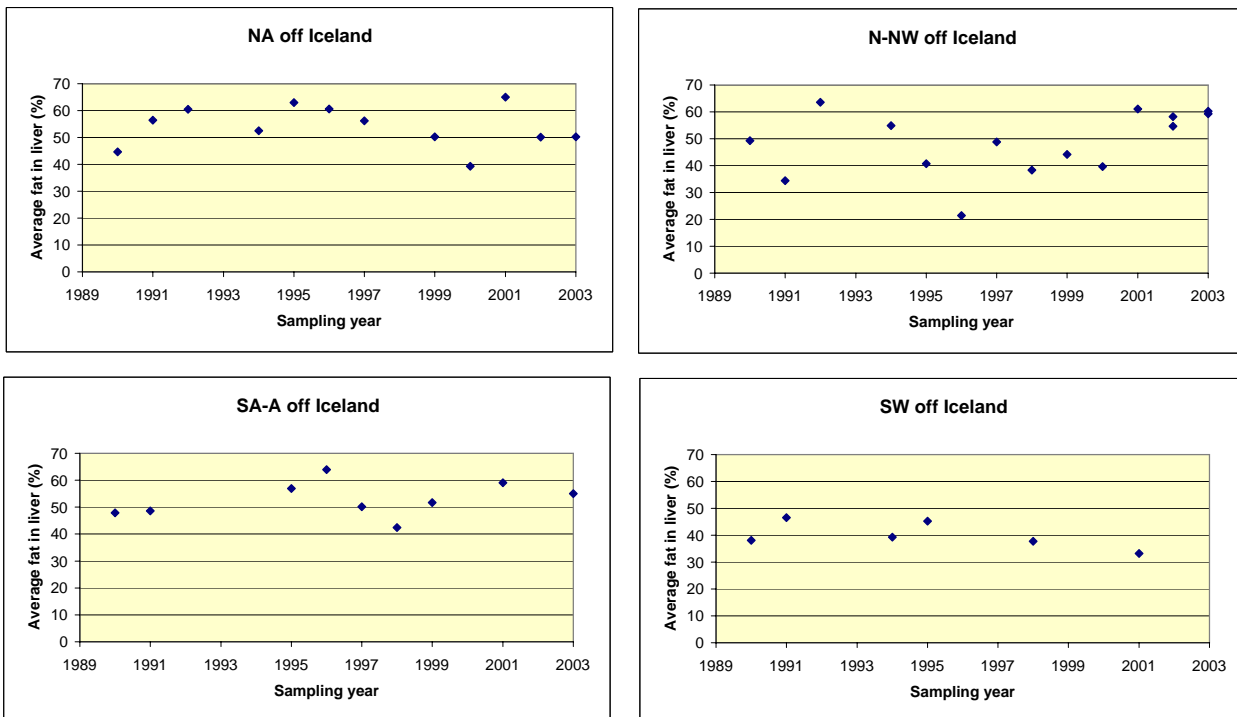 NA off Iceland
Average fat in liver (%)
70
60
50
40
30
20
10
0
1989 1991 1993 1995 1997 1999 2001 2003
Sampling year
N-NW off Iceland
Average fat in liver (%)
70
60
50
40
30
20
10
0
1989 1991 1993 1995 1997 1999 2001 2003
Sampling year
SA-A off Iceland
Average fat in liver (%)
70
60
50
40
30
20
10
0
1989 1991 1993 1995 1997 1999 2001 2003
Sampling year
SW off Iceland
Average fat in liver (%)
70
60
50
40
30
20
10
0
1989 1991 1993 1995 1997 1999 2001 2003
Sampling year